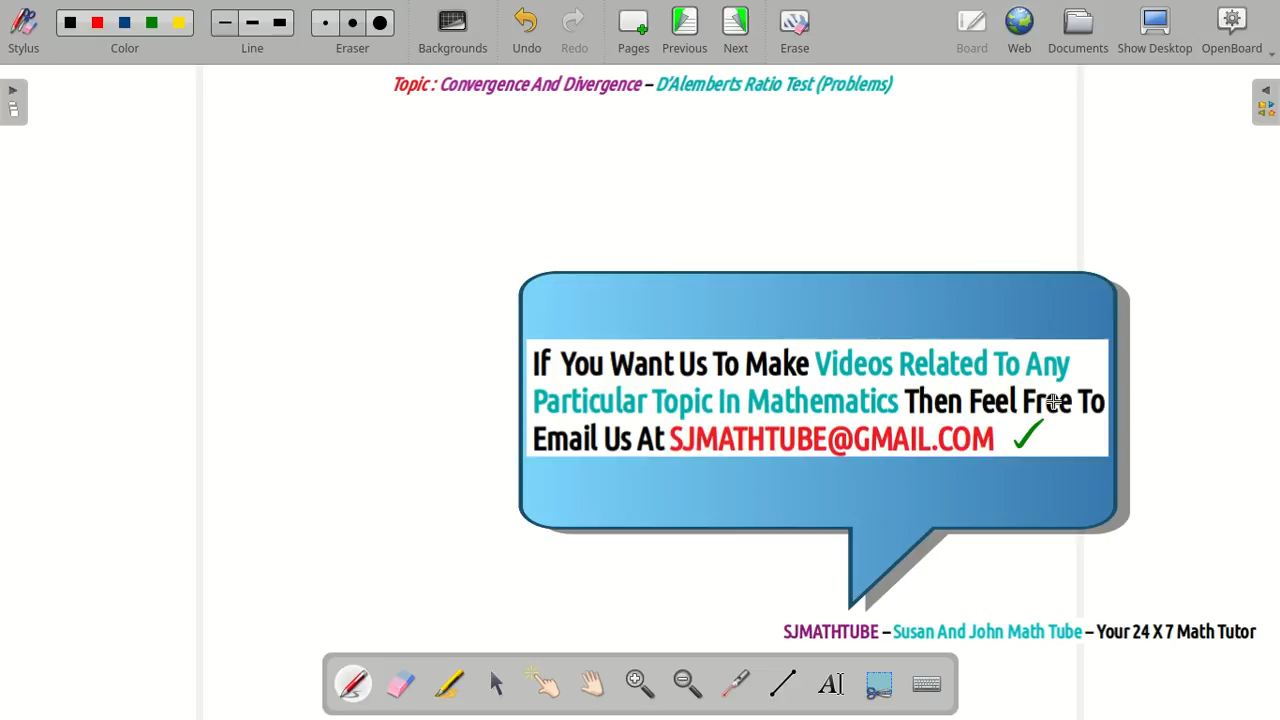 Stylus Color Line Eraser Backgrounds Undo Redo Pages Previous Next Erase Board Web Documents Show Desktop OpenBoard
Topic : Convergence And Divergence – D'Alemberts Ratio Test (Problems)
If You Want Us To Make Videos Related To Any
Particular Topic In Mathematics Then Feel Free To
Email Us At SJMATHTUBE@GMAIL.COM
SJMATHTUBE – Susan And John Math Tube – Your 24 X 7 Math Tutor
AI